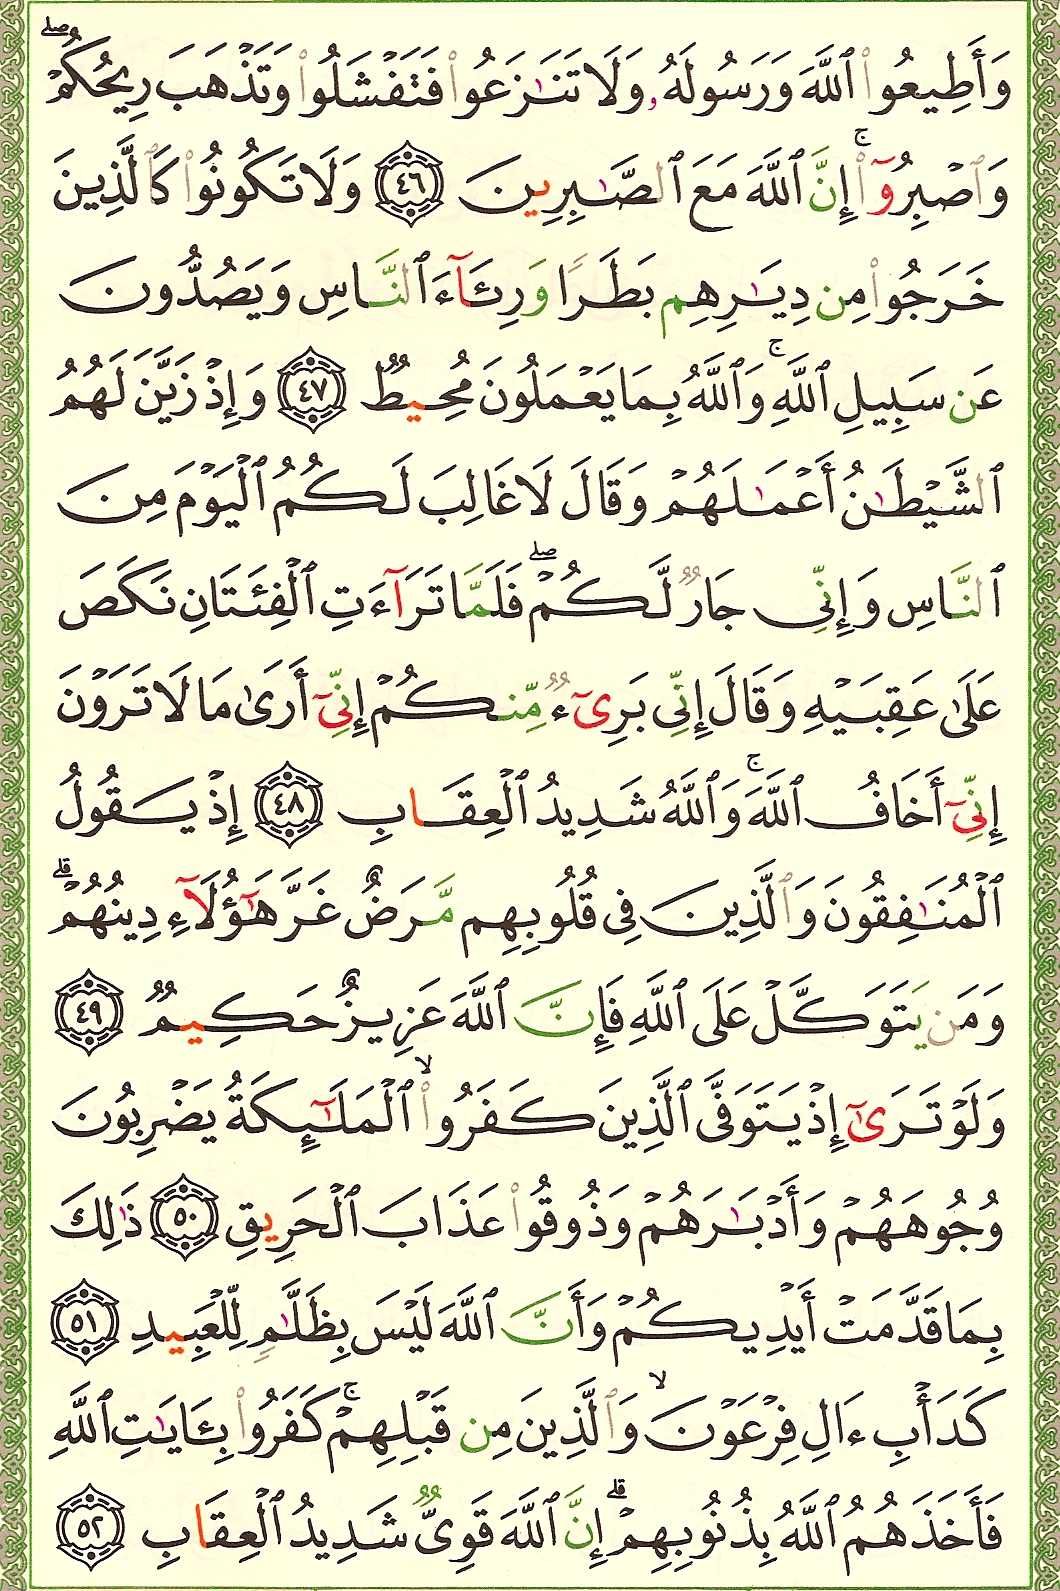 وَأَطِيعُوا۟ ٱللَّهَ وَرَسُولَهُۥ وَلَا تَنَـٰزَعُوا۟ فَتَفْشَلُوا۟ وَتَذْهَبَ رِيحُكُمْ ۖ
وَٱصْبِرُوٓا۟ ۚ إِنَّ ٱللَّهَ مَعَ ٱلصَّـٰبِرِينَ ٤٦ وَلَا تَكُونُوا۟ كَٱلَّذِينَ
خَرَجُوا۟ مِن دِيَـٰرِهِم بَطَرًا وَرِئَآءَ ٱلنَّاسِ وَيَصُدُّونَ
عَن سَبِيلِ ٱللَّهِ ۚ وَٱللَّهُ بِمَا يَعْمَلُونَ مُحِيطٌ ٤٧ وَإِذْ زَيَّنَ لَهُمُ
ٱلشَّيْطَـٰنُ أَعْمَـٰلَهُمْ وَقَالَ لَا غَالِبَ لَكُمُ ٱلْيَوْمَ مِنَ
ٱلنَّاسِ وَإِنِّى جَارٌ لَّكُمْ ۖ فَلَمَّا تَرَآءَتِ ٱلْفِئَتَانِ نَكَصَ
عَلَىٰ عَقِبَيْهِ وَقَالَ إِنِّى بَرِىٓءٌ مِّنكُمْ إِنِّىٓ أَرَىٰ مَا لَا تَرَوْنَ
إِنِّىٓ أَخَافُ ٱللَّهَ ۚ وَٱللَّهُ شَدِيدُ ٱلْعِقَابِ ٤٨ إِذْ يَقُولُ
ٱلْمُنَـٰفِقُونَ وَٱلَّذِينَ فِى قُلُوبِهِم مَّرَضٌ غَرَّ هَـٰٓؤُلَآءِ دِينُهُمْ ۗ
وَمَن يَتَوَكَّلْ عَلَى ٱللَّهِ فَإِنَّ ٱللَّهَ عَزِيزٌ حَكِيمٌ ٤٩
وَلَوْ تَرَىٰٓ إِذْ يَتَوَفَّى ٱلَّذِينَ كَفَرُوا۟ ۙ ٱلْمَلَـٰٓئِكَةُ يَضْرِبُونَ
وُجُوهَهُمْ وَأَدْبَـٰرَهُمْ وَذُوقُوا۟ عَذَابَ ٱلْحَرِيقِ ٥٠ ذَٰلِكَ
بِمَا قَدَّمَتْ أَيْدِيكُمْ وَأَنَّ ٱللَّهَ لَيْسَ بِظَلَّـٰمٍ لِّلْعَبِيدِ ٥١
كَدَأْبِ ءَالِ فِرْعَوْنَ ۙ وَٱلَّذِينَ مِن قَبْلِهِمْ ۚ كَفَرُوا۟ بِـَٔايَـٰتِ ٱللَّهِ
فَأَخَذَهُمُ ٱللَّهُ بِذُنُوبِهِمْ ۗ إِنَّ ٱللَّهَ قَوِىٌّ شَدِيدُ ٱلْعِقَابِ ٥٢